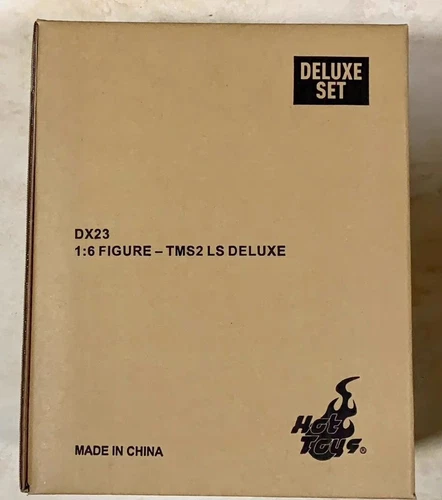 DELUXE
SET
DX23
1:6 FIGURE – TMS2 LS DELUXE
Hot
Toys®
MADE IN CHINA